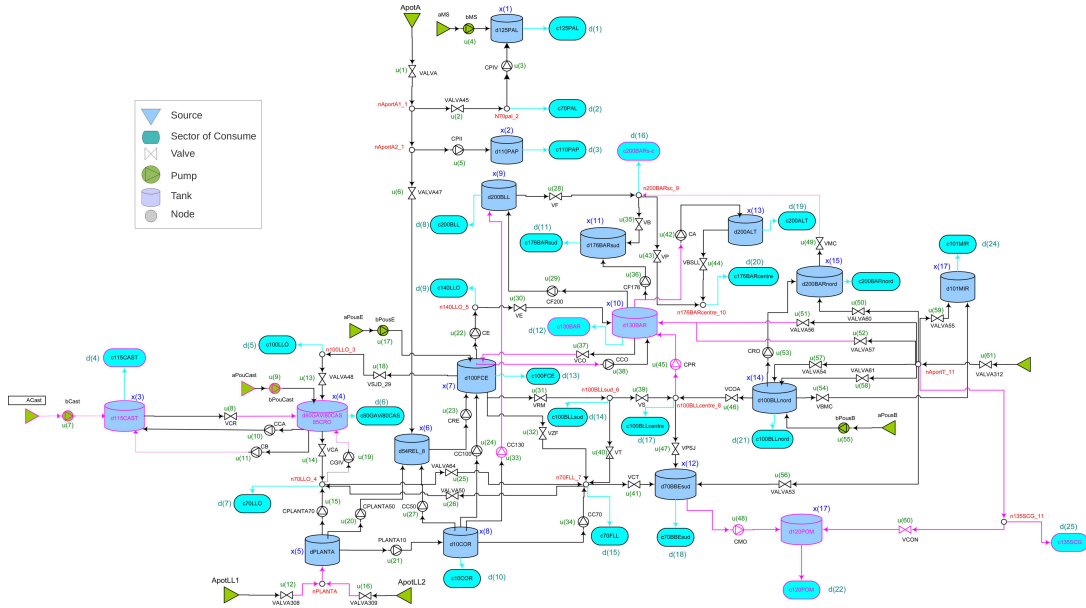 ApotA
aMS
bMS
u(4)
x(1)
d125PAL
c125PAL
d(1)
u(1)
VALVA
CPIV
u(3)
nAportA1_1
VALVA45
u(2)
N70pal_2
c70PAL
d(2)
Source
Sector of Consume
Valve
Pump
Tank
Node
nAportA2_1
CPII
u(5)
x(2)
d110PAP
c110PAP
d(3)
d(16)
c200BARs-c
u(6)
VALVA47
x(9)
d200BLL
u(28)
VF
n200BARsc_9
d(8)
c200BLL
d(11)
c176BARsud
x(11)
d176BARsud
u(35)
VB
u(43)
VP
u(42)
CA
x(13)
d200ALT
d(19)
c200ALT
u(44)
VBSLL
d(20)
c176BARcentre
n176BARcentre_10
u(49)
VMC
x(15)
d200BARnord
c200BARnord
c101MIR
d(24)
x(17)
d101MIR
d(9)
c140LLO
u(29)
CF200
u(36)
CF176
x(10)
d130BAR
n140LLO_5
u(30)
VE
d(12)
c130BAR
u(50)
VALVA60
u(51)
VALVA56
u(52)
VALVA57
u(59)
VALVA55
aPousE
bPousE
u(17)
u(22)
CE
u(37)
VCO
CCO
u(38)
u(45)
CPR
CRO
u(53)
u(57)
VALVA54
VALVA61
u(58)
nAportT_11
u(61)
VALVA312
d(4)
c115CAST
d(5)
c100LLO
n100LLO_3
u(18)
VSJD_29
d100FCE
x(7)
c100FCE
d(13)
aPouCast
u(9)
bPouCast
u(13)
VALVA48
x(14)
d100BLLnord
u(54)
VBMC
ACast
bCast
u(7)
x(3)
d115CAST
u(8)
VCR
x(4)
d80GAVi80CAS
85CRO
d(6)
c80GAVi80CAS
u(31)
VRM
n100BLLsud_6
u(39)
VS
n100BLLcentre_6
VCOA
u(46)
c100BLLsud
d(14)
c100BLLcentre
d(17)
bPousB
u(55)
aPousB
u(10)
CCA
CB
u(11)
VCA
u(14)
CGIV
u(19)
u(23)
CRE
x(6)
d54REL_8
CC100
u(24)
CC130
u(33)
u(32)
VZF
u(40)
VT
u(47)
VPSJ
d(21)
c100BLLnord
n70LLO_4
VALVA64
u(25)
VALVA50
u(26)
n70FLL_7
VCT
u(41)
x(12)
d70BBEsud
u(56)
VALVA53
d(7)
c70LLO
u(15)
CPLANTA70
CPLANTA50
u(20)
CC50
u(27)
u(34)
CC70
c70FLL
d(15)
c70BBEsud
d(18)
u(48)
CMO
x(17)
d120POM
u(60)
VCON
n135SCG_11
d(25)
c135SCG
x(5)
dPLANTA
PLANTA10
u(21)
x(8)
d10COR
c10COR
d(10)
c120POM
d(22)
ApotLL1
u(12)
VALVA308
nPLANTA
u(16)
VALVA309
ApotLL2